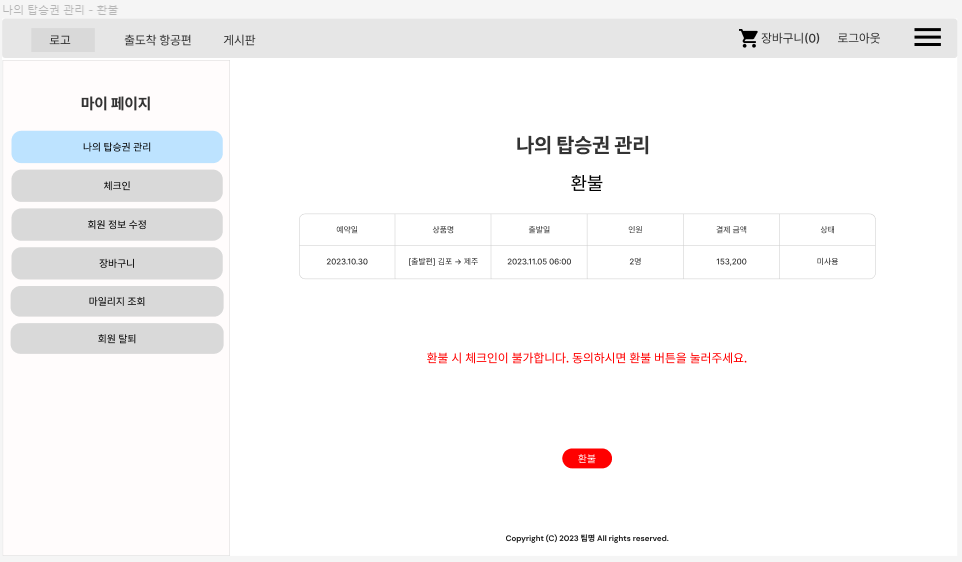 나의 탑승권 관리 - 환불
로고 출도착 항공편 게시판 장바구니(0) 로그아웃
마이 페이지
나의 탑승권 관리
체크인
회원 정보 수정
장바구니
마일리지 조회
회원 탈퇴
나의 탑승권 관리
환불
예약일 상품명 출발일 인원 결제 금액 상태
2023.10.30 [출발편] 김포 → 제주 2023.11.05 06:00 2명 153,200 미사용
환불 시 체크인이 불가합니다. 동의하시면 환불 버튼을 눌러주세요.
환불
Copyright (C) 2023 팀명 All rights reserved.